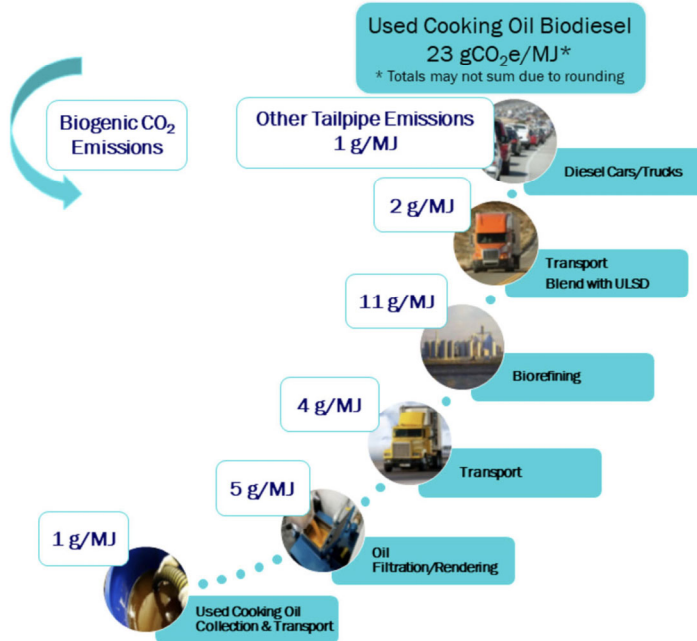 Used Cooking Oil Biodiesel
23 gCO₂e/MJ*
* Totals may not sum due to rounding
Biogenic CO₂
Emissions
Other Tailpipe Emissions
1 g/MJ
Diesel Cars/Trucks
2 g/MJ
Transport
Blend with ULSD
11 g/MJ
Biorefining
4 g/MJ
Transport
5 g/MJ
Oil
Filtration/Rendering
1 g/MJ
Used Cooking Oil
Collection & Transport